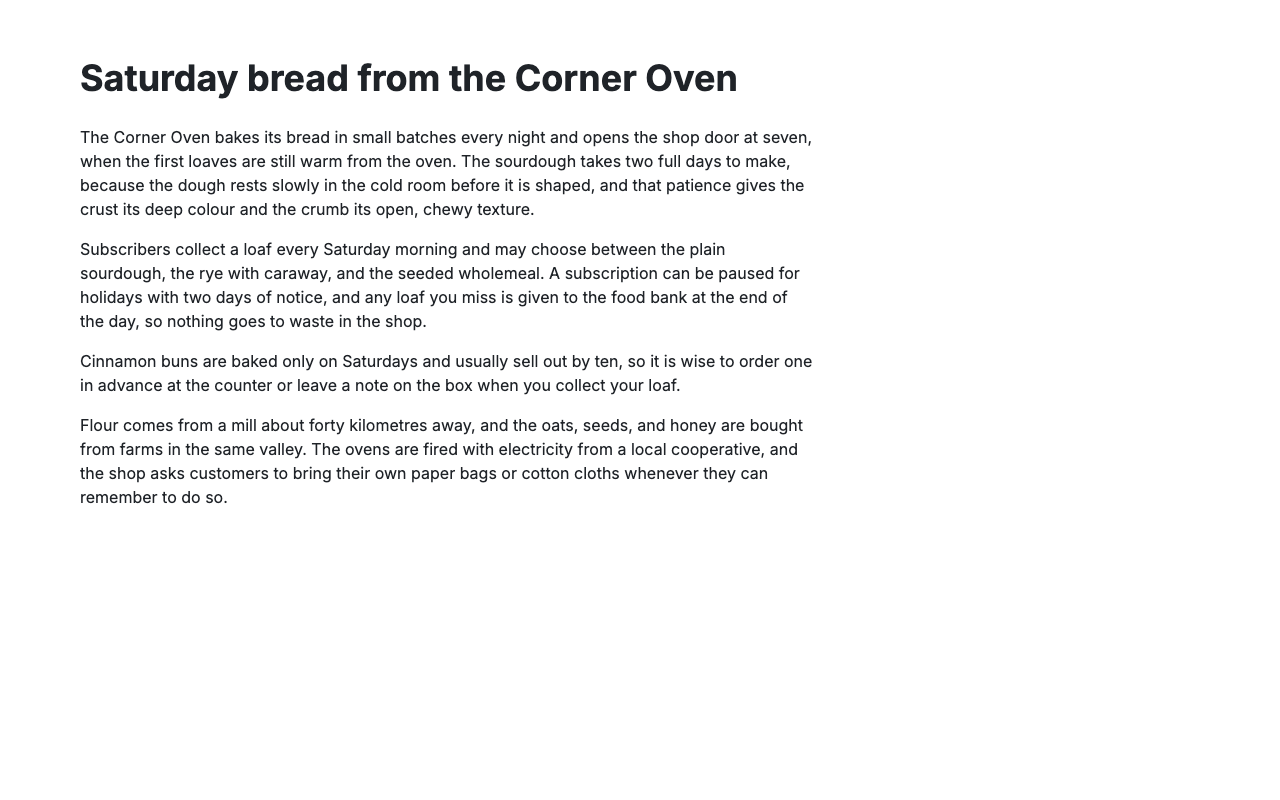 Saturday bread from the Corner Oven
The Corner Oven bakes its bread in small batches every night and opens the shop door at seven,
when the first loaves are still warm from the oven. The sourdough takes two full days to make,
because the dough rests slowly in the cold room before it is shaped, and that patience gives the
crust its deep colour and the crumb its open, chewy texture.
Subscribers collect a loaf every Saturday morning and may choose between the plain
sourdough, the rye with caraway, and the seeded wholemeal. A subscription can be paused for
holidays with two days of notice, and any loaf you miss is given to the food bank at the end of
the day, so nothing goes to waste in the shop.
Cinnamon buns are baked only on Saturdays and usually sell out by ten, so it is wise to order one
in advance at the counter or leave a note on the box when you collect your loaf.
Flour comes from a mill about forty kilometres away, and the oats, seeds, and honey are bought
from farms in the same valley. The ovens are fired with electricity from a local cooperative, and
the shop asks customers to bring their own paper bags or cotton cloths whenever they can
remember to do so.